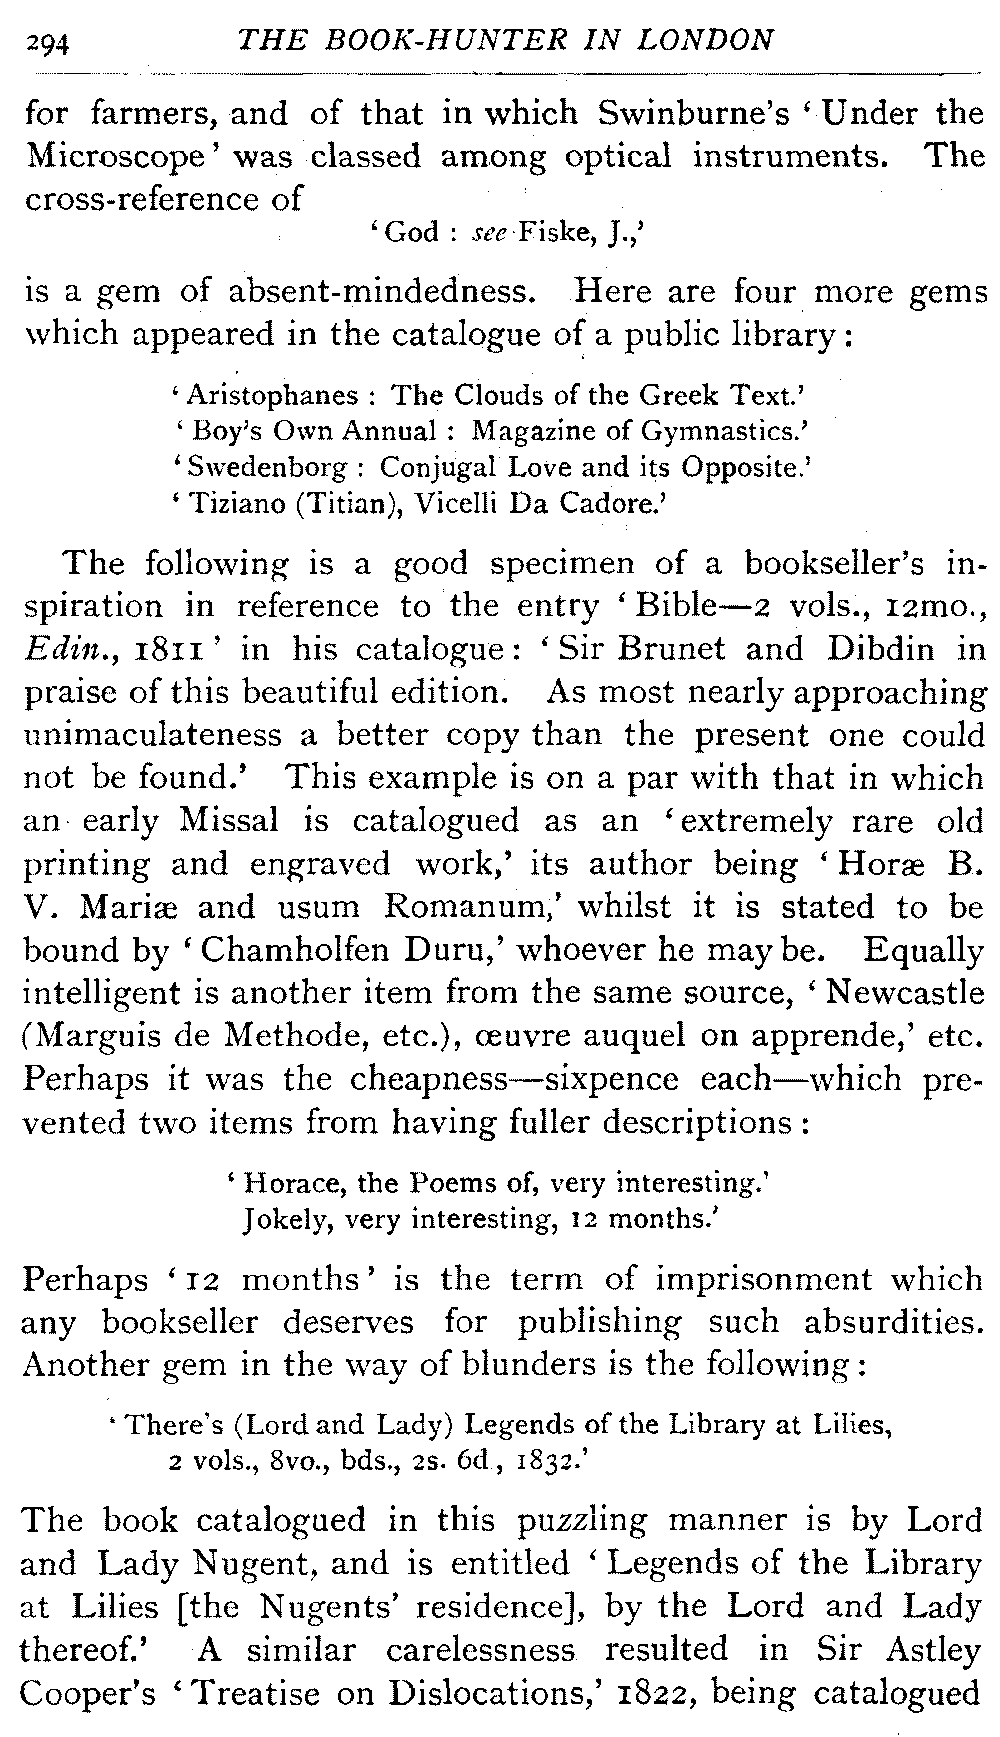 294 THE BOOK-HUNTER IN LONDON
for farmers, and of that in which Swinburne's ‘Under the
Microscope’ was classed among optical instruments. The
cross-reference of
‘God : see Fiske, J.,’
is a gem of absent-mindedness. Here are four more gems
which appeared in the catalogue of a public library :
‘Aristophanes : The Clouds of the Greek Text.’
‘Boy's Own Annual : Magazine of Gymnastics.’
‘Swedenborg : Conjugal Love and its Opposite.’
‘Tiziano (Titian), Vicelli Da Cadore.’
The following is a good specimen of a bookseller's in-
spiration in reference to the entry ‘Bible—2 vols., 12mo.,
Edin., 1811’ in his catalogue : ‘Sir Brunet and Dibdin in
praise of this beautiful edition. As most nearly approaching
unimaculateness a better copy than the present one could
not be found.’ This example is on a par with that in which
an early Missal is catalogued as an ‘extremely rare old
printing and engraved work,’ its author being ‘Horæ B.
V. Mariæ and usum Romanum,’ whilst it is stated to be
bound by ‘Chamholfen Duru,’ whoever he may be. Equally
intelligent is another item from the same source, ‘Newcastle
(Marguis de Methode, etc.), œuvre auquel on apprende,’ etc.
Perhaps it was the cheapness—sixpence each—which pre-
vented two items from having fuller descriptions :
‘Horace, the Poems of, very interesting.’
Jokely, very interesting, 12 months.’
Perhaps ‘12 months’ is the term of imprisonment which
any bookseller deserves for publishing such absurdities.
Another gem in the way of blunders is the following :
‘There's (Lord and Lady) Legends of the Library at Lilies,
2 vols., 8vo., bds., 2s. 6d., 1832.’
The book catalogued in this puzzling manner is by Lord
and Lady Nugent, and is entitled ‘Legends of the Library
at Lilies [the Nugents’ residence], by the Lord and Lady
thereof.’ A similar carelessness resulted in Sir Astley
Cooper's ‘Treatise on Dislocations,’ 1822, being catalogued